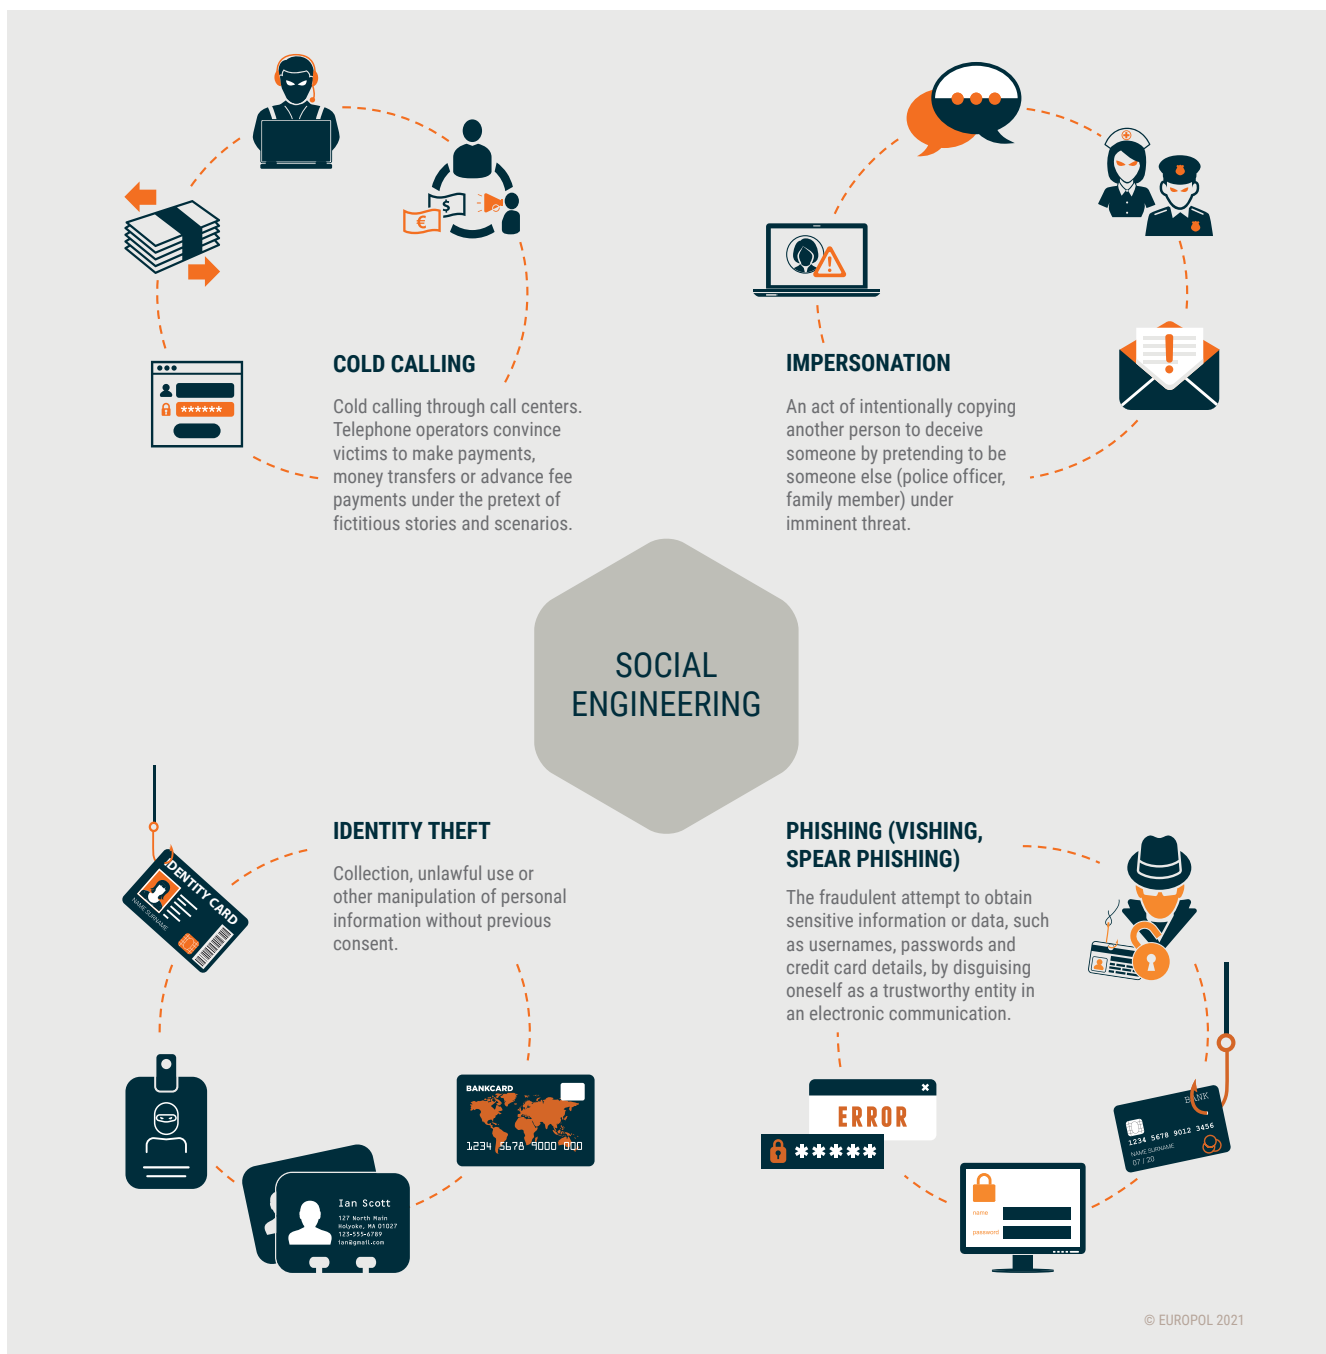 COLD CALLING
Cold calling through call centers.
Telephone operators convince
victims to make payments,
money transfers or advance fee
payments under the pretext of
fictitious stories and scenarios.
$
€
******
IMPERSONATION
An act of intentionally copying
another person to deceive
someone by pretending to be
someone else (police officer,
family member) under
imminent threat.
!
!
SOCIAL
ENGINEERING
IDENTITY THEFT
Collection, unlawful use or
other manipulation of personal
information without previous
consent.
IDENTITY CARD
NAME SURNAME
BANKCARD
1234 5678 9000 000
Ian Scott
127 North Main
Holyoke, MA 01027
123-555-6789
ian@gmail.com
PHISHING (VISHING,
SPEAR PHISHING)
The fraudulent attempt to obtain
sensitive information or data, such
as usernames, passwords and
credit card details, by disguising
oneself as a trustworthy entity in
an electronic communication.
ERROR
*****
BANK
1234 5678 9012 3456
NAME SURNAME
07 / 20
name
password
© EUROPOL 2021